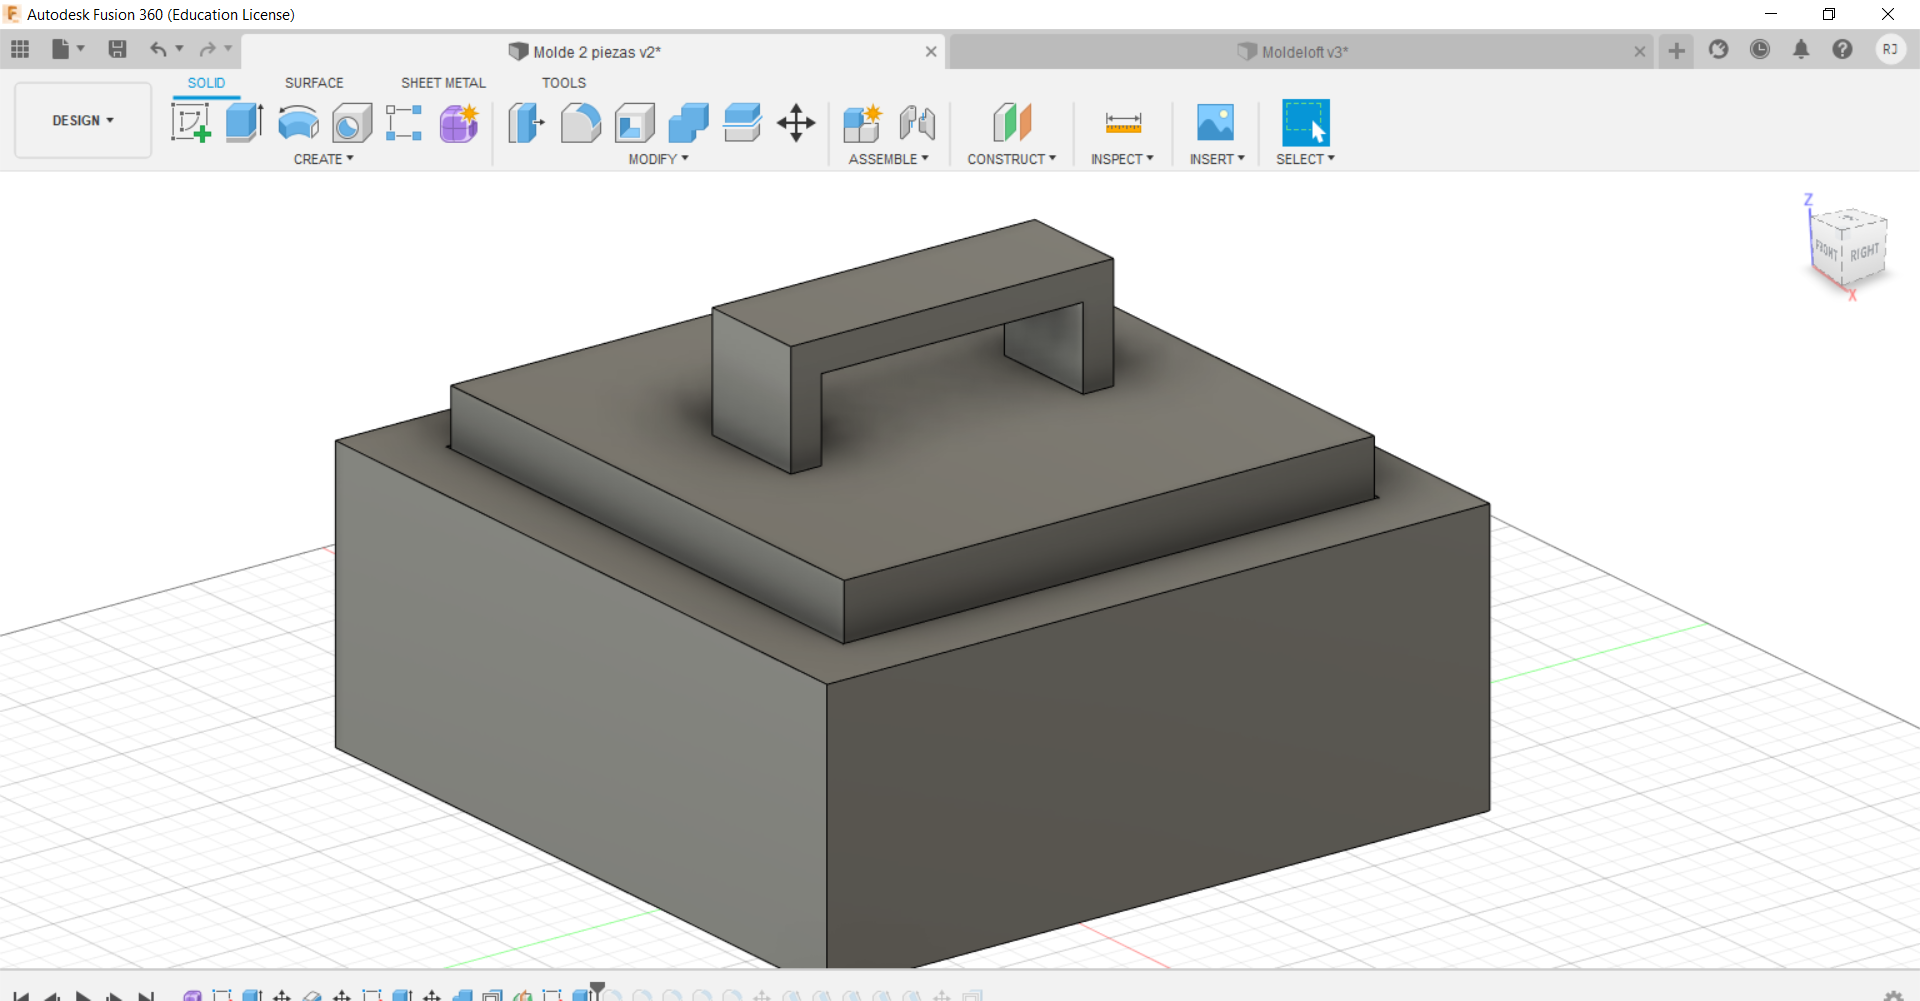 Autodesk Fusion 360 (Education License)
Molde 2 piezas v2*
Moldeloft v3*
RJ
SOLID
SURFACE
SHEET METAL
TOOLS
DESIGN
CREATE
MODIFY
ASSEMBLE
CONSTRUCT
INSPECT
INSERT
SELECT
Z
FRONT
RIGHT
X